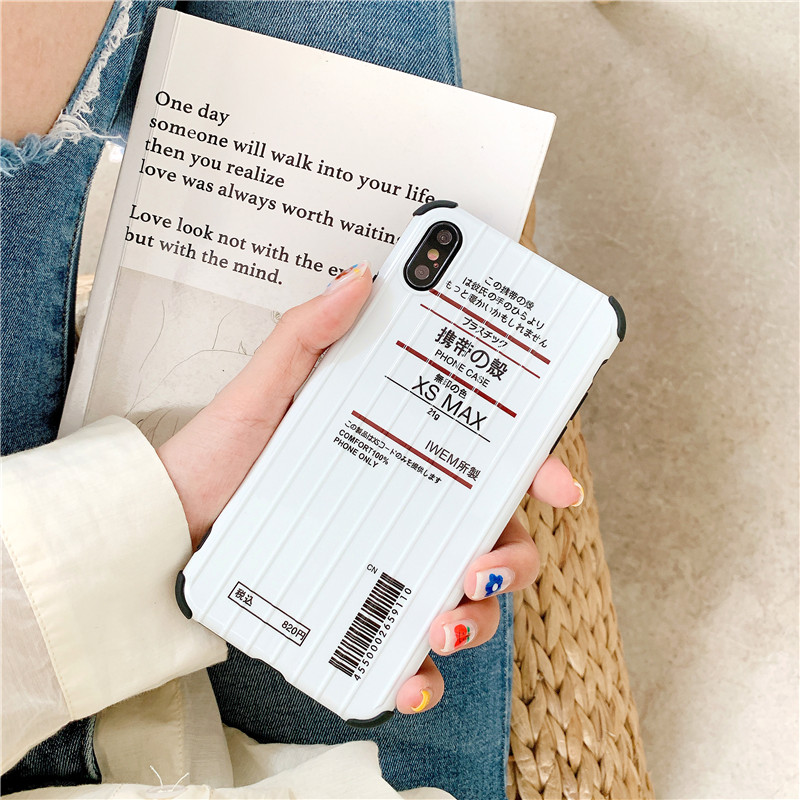 One day
someone will walk into your life,
then you realize
love was always worth waiting
Love look not with the e
but with the mind.
この携帯の殻
は彼氏の手のひらより
もっと暖かいかもしれません
プラスチック
携帯の殻
PHONE CASE
無印の色
XS MAX
21g
IWEM所製
この製品はXSコードのみを提供します
COMFORT100%
PHONE ONLY
CN
4550002659110
税込 820円